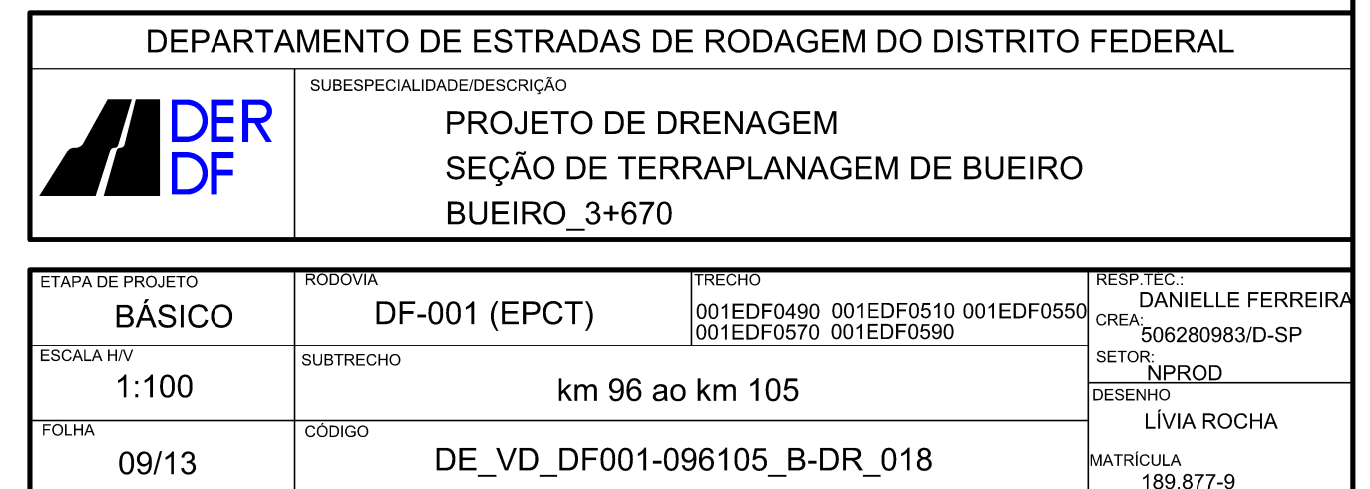 DEPARTAMENTO DE ESTRADAS DE RODAGEM DO DISTRITO FEDERAL
DER
DF
SUBESPECIALIDADE/DESCRIÇÃO
PROJETO DE DRENAGEM
SEÇÃO DE TERRAPLANAGEM DE BUEIRO
BUEIRO_3+670
ETAPA DE PROJETO
BÁSICO
RODOVIA
DF-001 (EPCT)
TRECHO
001EDF0490 001EDF0510 001EDF0550
001EDF0570 001EDF0590
RESP.TÉC.:
DANIELLE FERREIRA
CREA:
506280983/D-SP
SETOR:
NPROD
ESCALA H/V
1:100
SUBTRECHO
km 96 ao km 105
DESENHO
LÍVIA ROCHA
FOLHA
09/13
CÓDIGO
DE_VD_DF001-096105_B-DR_018
MATRÍCULA
189.877-9